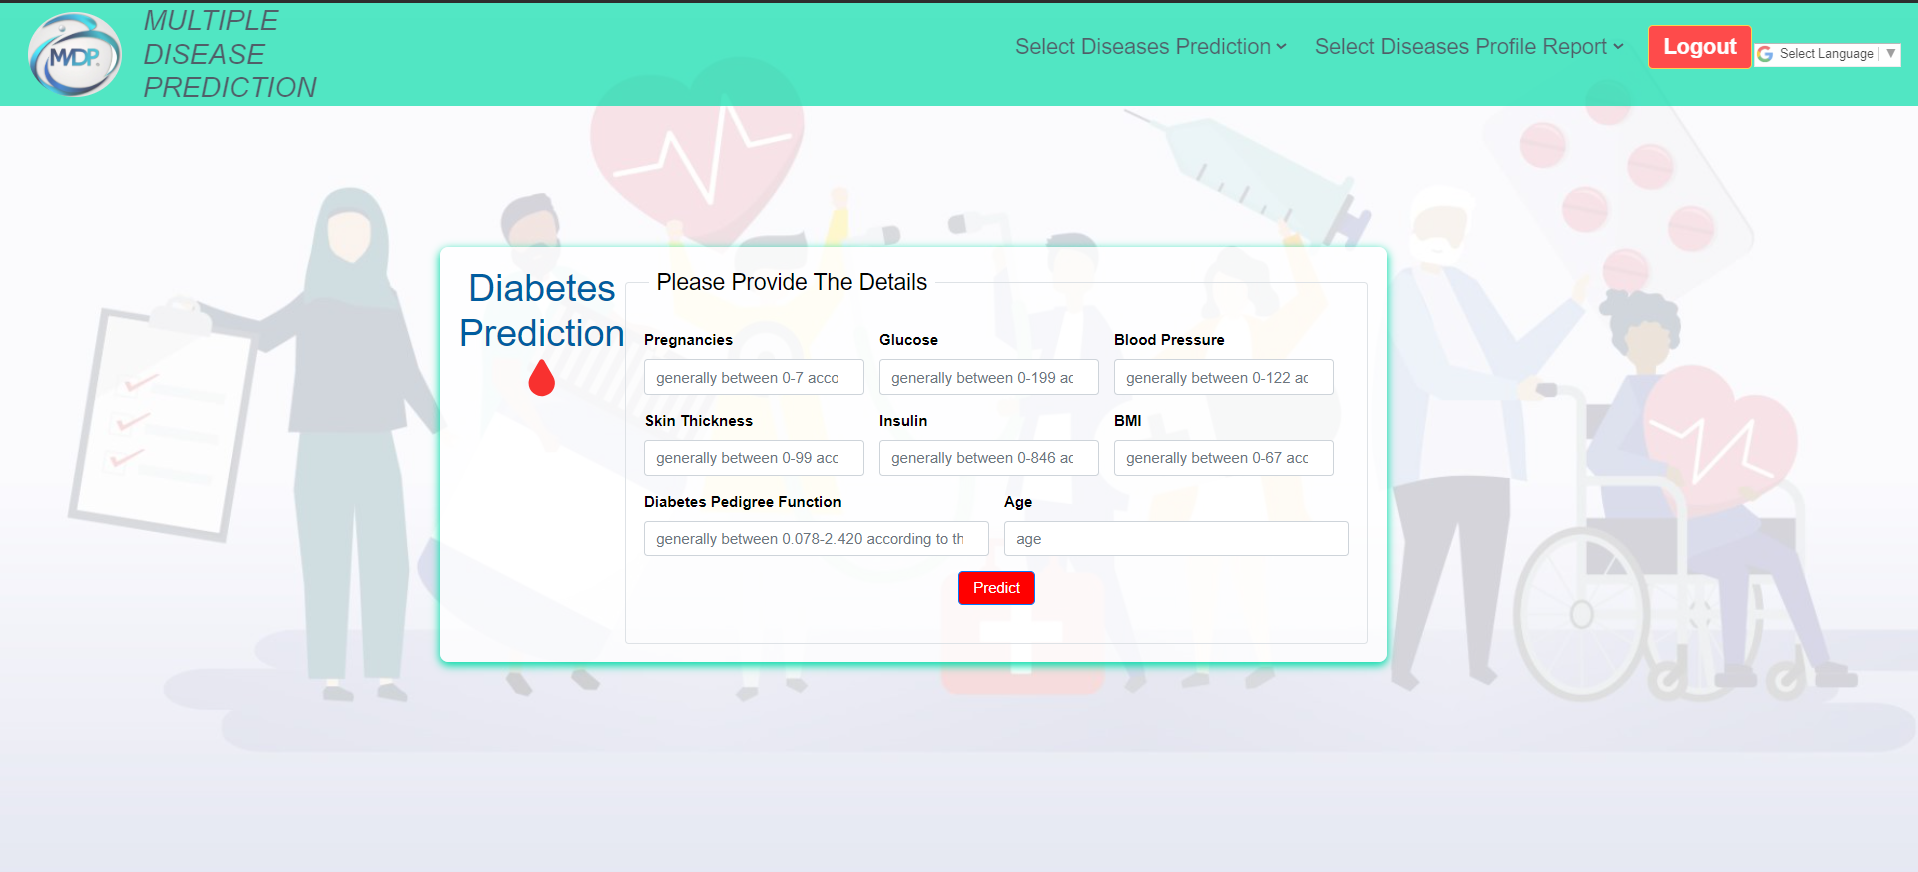 MDP
MULTIPLE
DISEASE
PREDICTION
Select Diseases Prediction
Select Diseases Profile Report
Logout
Select Language
Diabetes
Prediction
Please Provide The Details
Pregnancies
Glucose
Blood Pressure
generally between 0-7 acco
generally between 0-199 ac
generally between 0-122 ac
Skin Thickness
Insulin
BMI
generally between 0-99 acc
generally between 0-846 ac
generally between 0-67 acc
Diabetes Pedigree Function
Age
generally between 0.078-2.420 according to th
age
Predict